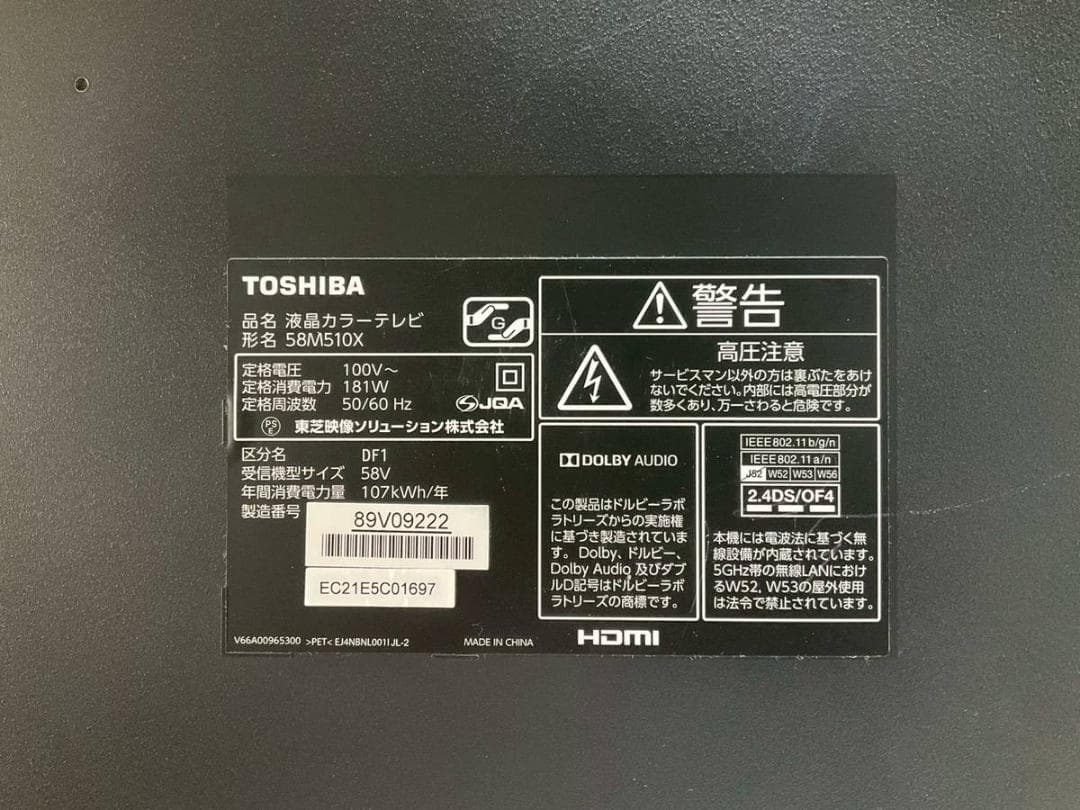 TOSHIBA
品名 液晶カラーテレビ
形名 58M510X
G
定格電圧 100V～
定格消費電力 181W
定格周波数 50/60 Hz
JQA
PSE 東芝映像ソリューション株式会社
区分名 DF1
受信機型サイズ 58V
年間消費電力量 107kWh/年
製造番号
89V09222
EC21E5C01697
V66A00965300 >PET< EJ4NBNL001I JL-2
MADE IN CHINA
警告
高圧注意
サービスマン以外の方は裏ぶたをあけ
ないでください。内部には高電圧部分が
数多くあり、万一さわると危険です。
DOLBY AUDIO
この製品はドルビーラボ
ラトリーズからの実施権
に基づき製造されていま
す。Dolby、ドルビー、
Dolby Audio 及びダブ
ルD記号はドルビーラボ
ラトリーズの商標です。
IEEE802.11b/g/n
IEEE802.11a/n
J52 W52 W53 W56
2.4DS/OF4
本機には電波法に基づく無
線設備が内蔵されています。
5GHz帯の無線LANにおけ
るW52, W53の屋外使用
は法令で禁止されています。
HDMI